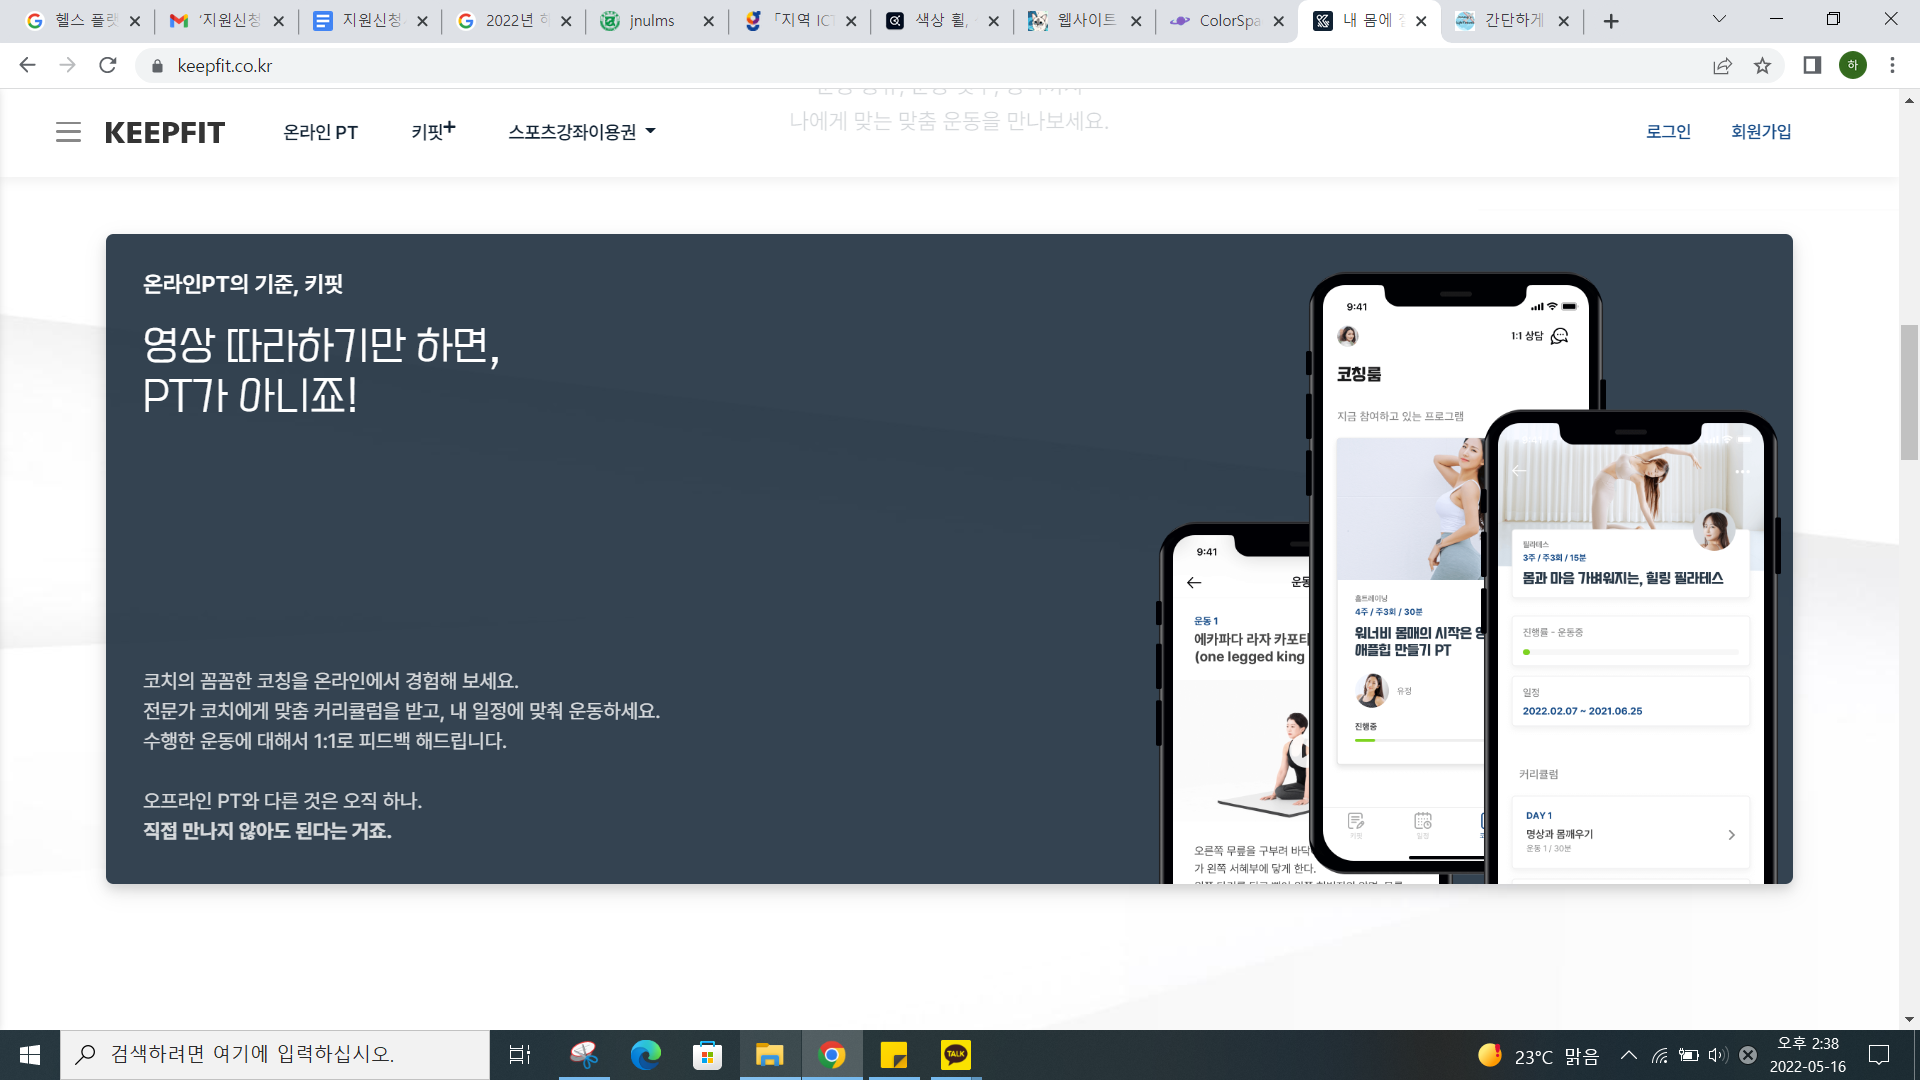 헬스 플랫
'지원신청
지원신청
2022년 하
jnulms
「지역 ICT
색상 휠,
웹사이트
ColorSpa
내 몸에
간단하게
keepfit.co.kr
하
나에게 맞는 맞춤 운동을 만나보세요.
KEEPFIT
온라인 PT
키핏+
스포츠강좌이용권
로그인
회원가입
온라인PT의 기준, 키핏
영상 따라하기만 하면,
PT가 아니죠!
코치의 꼼꼼한 코칭을 온라인에서 경험해 보세요.
전문가 코치에게 맞춤 커리큘럼을 받고, 내 일정에 맞춰 운동하세요.
수행한 운동에 대해서 1:1로 피드백 해드립니다.
오프라인 PT와 다른 것은 오직 하나.
직접 만나지 않아도 된다는 거죠.
9:41
운동
운동 1
에카파다 라자 카포타
(one legged king
오른쪽 무릎을 구부려 바닥
가 왼쪽 서혜부에 닿게 한다.
9:41
1:1 상담
코칭룸
지금 참여하고 있는 프로그램
홈트레이닝
4주 / 주3회 / 30분
워너비 몸매의 시작은
애플힙 만들기 PT
유정
진행중
키핏
일정
필라테스
3주 / 주3회 / 15분
몸과 마음 가벼워지는, 힐링 필라테스
진행률 - 운동중
일정
2022.02.07 ~ 2021.06.25
커리큘럼
DAY 1
명상과 몸깨우기
운동 1 / 30분
검색하려면 여기에 입력하십시오.
TALK
23°C 맑음
오후 2:38
2022-05-16